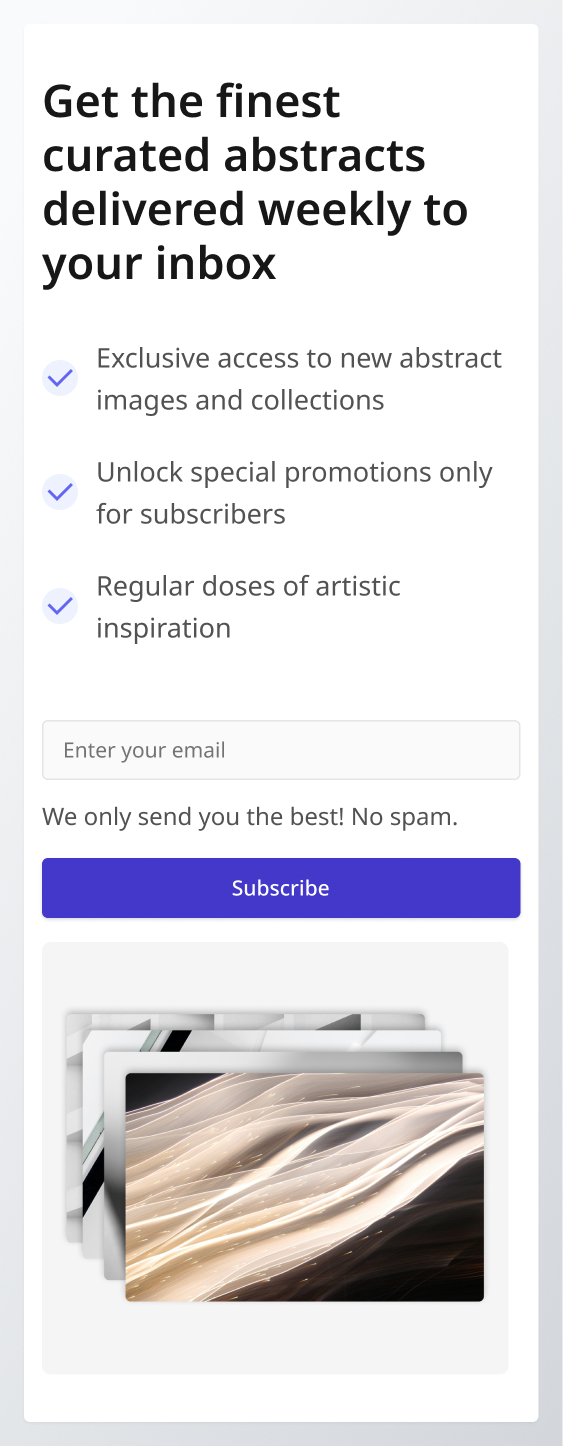 Get the finest
curated abstracts
delivered weekly to
your inbox
Exclusive access to new abstract
images and collections
Unlock special promotions only
for subscribers
Regular doses of artistic
inspiration
Enter your email
We only send you the best! No spam.
Subscribe